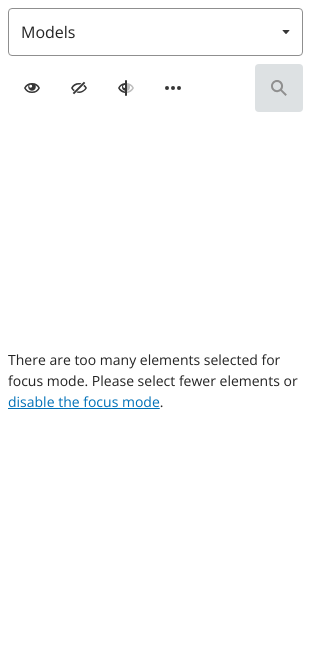 Models
There are too many elements selected for
focus mode. Please select fewer elements or
disable the focus mode.